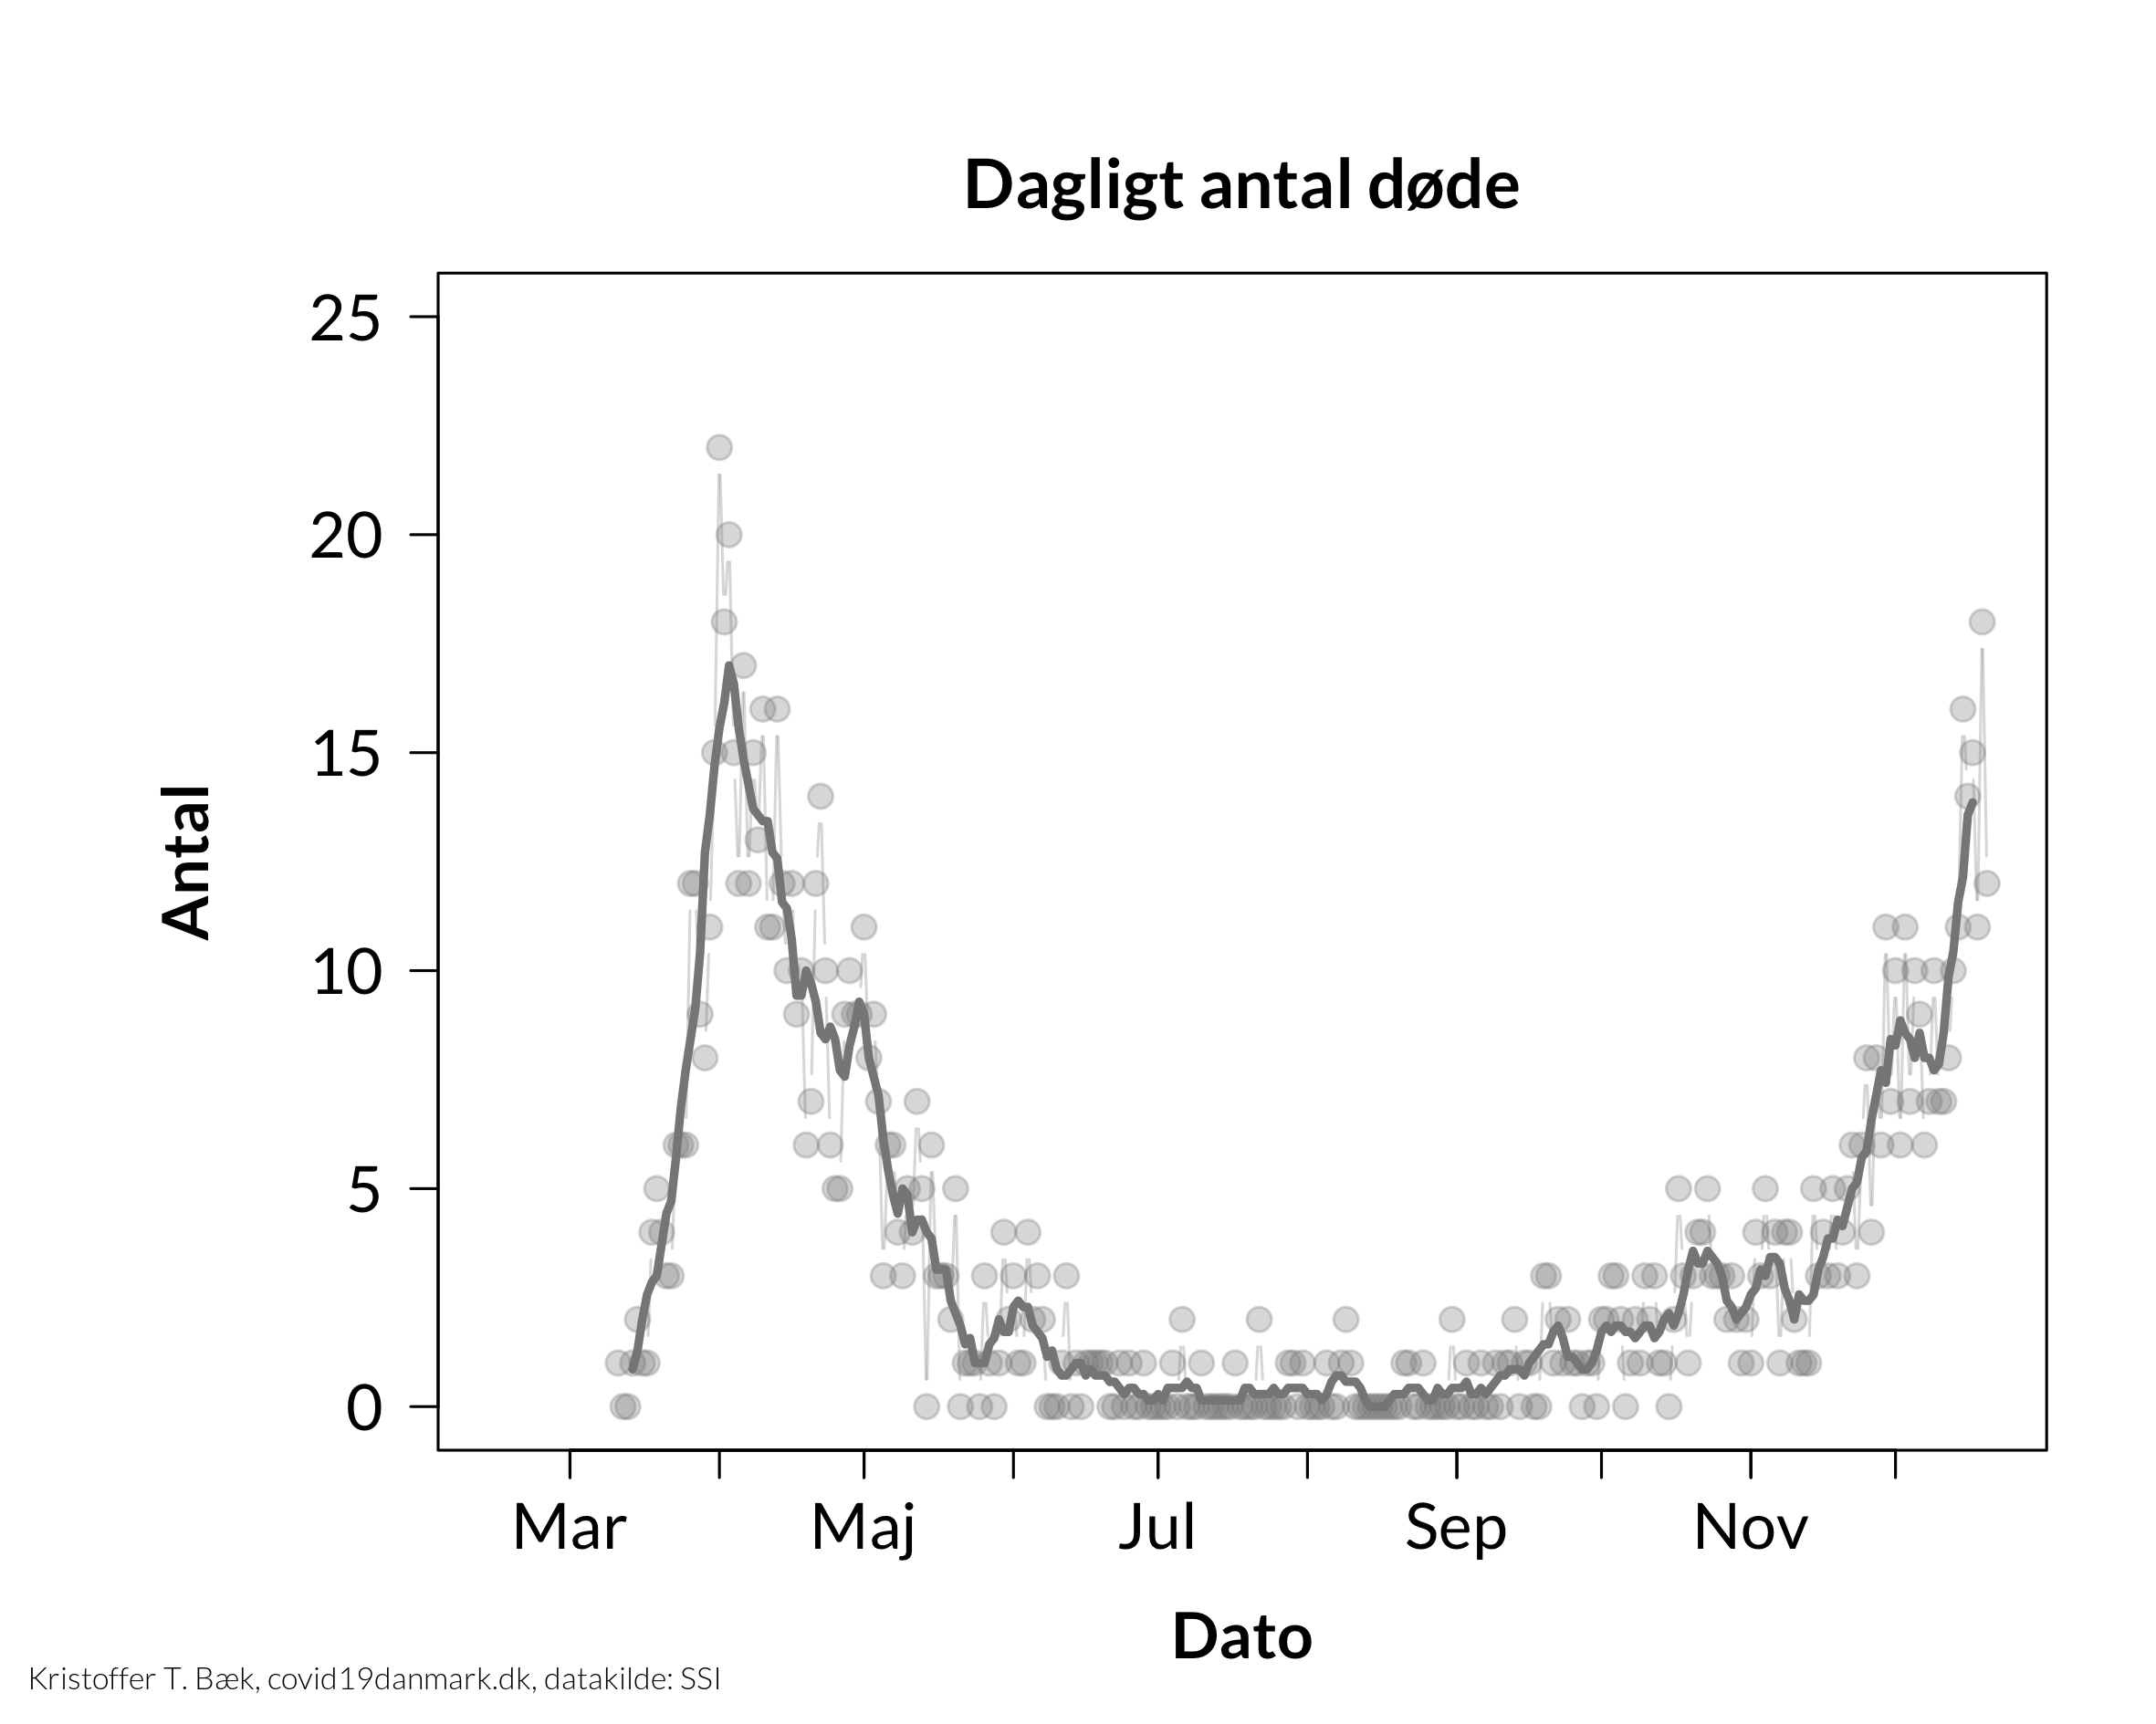 Dagligt antal døde
25
20
15
10
5
0
Antal
Mar
Maj
Jul
Sep
Nov
Dato
Kristoffer T. Bæk, covid19danmark.dk, datakilde: SSI